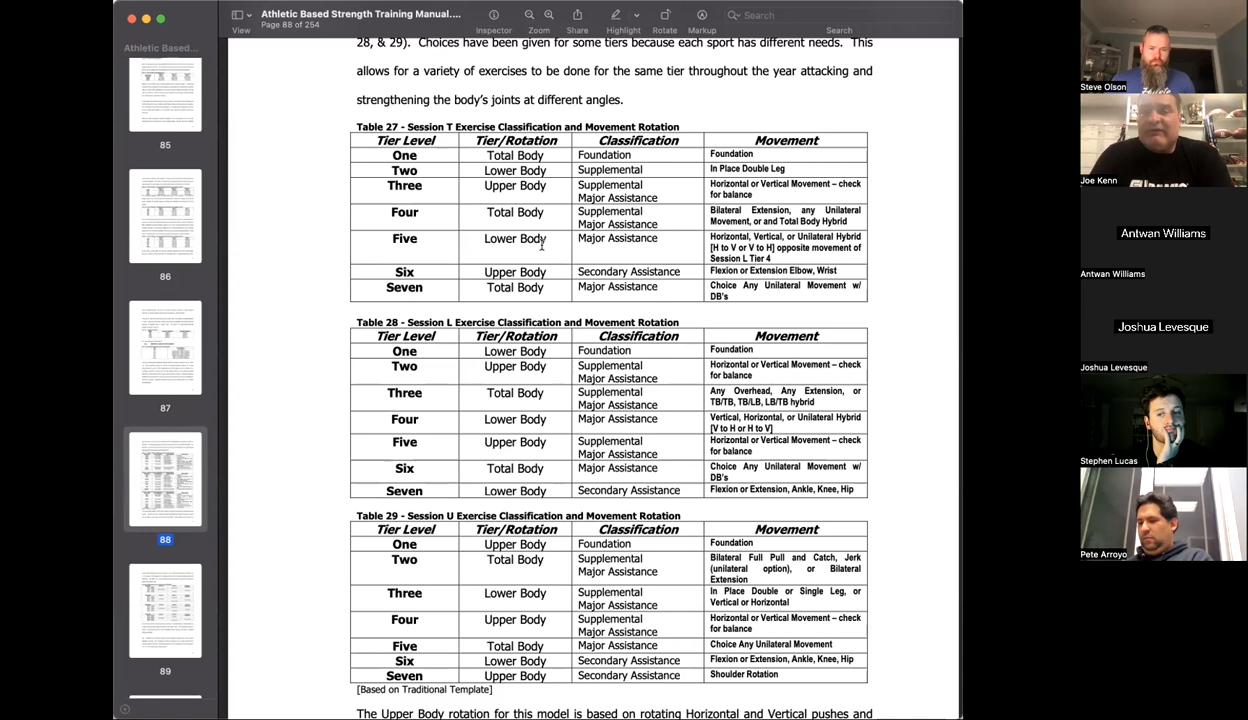 Athletic Based Strength Training Manual....
Page 88 of 254
View
Inspector
Zoom
Share
Highlight
Rotate
Markup
Search
Search
Athletic Based...
85
86
87
88
89
28, & 29). Choices have been given for some tiers because each sport has different needs. This
allows for a variety of exercises to be done for the same tier throughout the year attacking and
strengthening the body's joints at different angles.
Table 27 - Session T Exercise Classification and Movement Rotation
Tier Level Tier/Rotation Classification Movement
One Total Body Foundation Foundation
Two Lower Body Supplemental In Place Double Leg
Three Upper Body Supplemental Horizontal or Vertical Movement – check
Major Assistance for balance
Four Total Body Supplemental Bilateral Extension, any Unilateral
Major Assistance Movement, or and Total Body Hybrid
Five Lower Body Major Assistance Horizontal, Vertical, or Unilateral Hybrid
[H to V or V to H] opposite movement of
Session L Tier 4
Six Upper Body Secondary Assistance Flexion or Extension Elbow, Wrist
Seven Total Body Major Assistance Choice Any Unilateral Movement w/
DB's
Table 28 - Session L Exercise Classification and Movement Rotation
Tier Level Tier/Rotation Classification Movement
One Lower Body Foundation Foundation
Two Upper Body Supplemental Horizontal or Vertical Movement – check
Major Assistance for balance
Three Total Body Supplemental Any Overhead, Any Extension, or
Major Assistance TB/TB, TB/LB, LB/TB hybrid
Four Lower Body Major Assistance Vertical, Horizontal, or Unilateral Hybrid
[V to H or H to V]
Five Upper Body Supplemental Horizontal or Vertical Movement – check
Major Assistance for balance
Six Total Body Major Assistance Choice Any Unilateral Movement w/
DB's
Seven Lower Body Secondary Assistance Flexion or Extension, Ankle, Knee, Hip
Table 29 - Session U Exercise Classification and Movement Rotation
Tier Level Tier/Rotation Classification Movement
One Upper Body Foundation Foundation
Two Total Body Supplemental Bilateral Full Pull and Catch, Jerk
Major Assistance (unilateral option), or Bilateral
Extension
Three Lower Body Supplemental In Place Double or Single Leg, or
Major Assistance Vertical or Horizontal
Four Upper Body Supplemental Horizontal or Vertical Movement – check
Major Assistance for balance
Five Total Body Major Assistance Choice Any Unilateral Movement
Six Lower Body Secondary Assistance Flexion or Extension, Ankle, Knee, Hip
Seven Upper Body Secondary Assistance Shoulder Rotation
[Based on Traditional Template]
The Upper Body rotation for this model is based on rotating Horizontal and Vertical pushes and
Steve Olson
Joe Kenn
Antwan Williams
Antwan Williams
Joshua Levesque
Joshua Levesque
Stephen Lucas
Pete Arroyo